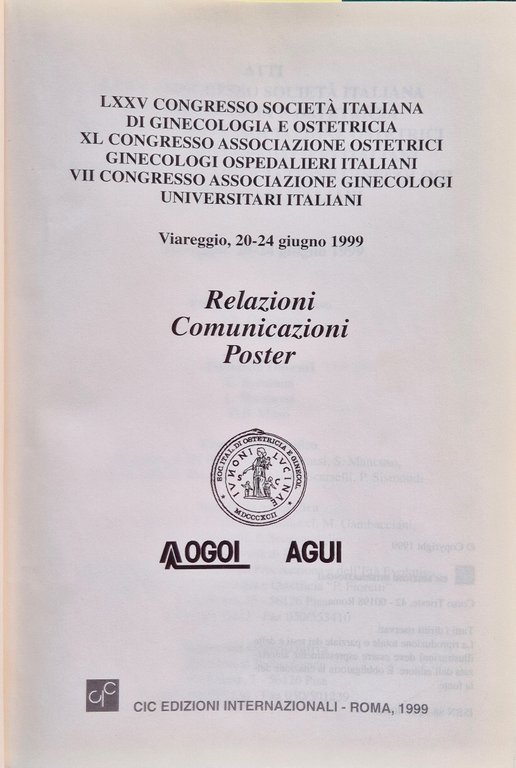 LXXV CONGRESSO SOCIETÀ ITALIANA
DI GINECOLOGIA E OSTETRICIA
XL CONGRESSO ASSOCIAZIONE OSTETRICI
GINECOLOGI OSPEDALIERI ITALIANI
VII CONGRESSO ASSOCIAZIONE GINECOLOGI
UNIVERSITARI ITALIANI
Viareggio, 20-24 giugno 1999
Relazioni
Comunicazioni
Poster
SOC. ITAL. DI OSTETRICIA E GINECOL.
IVNONI LVCINAE
S C
MDCCCXCII
AOGOI AGUI
CIC
CIC EDIZIONI INTERNAZIONALI - ROMA, 1999